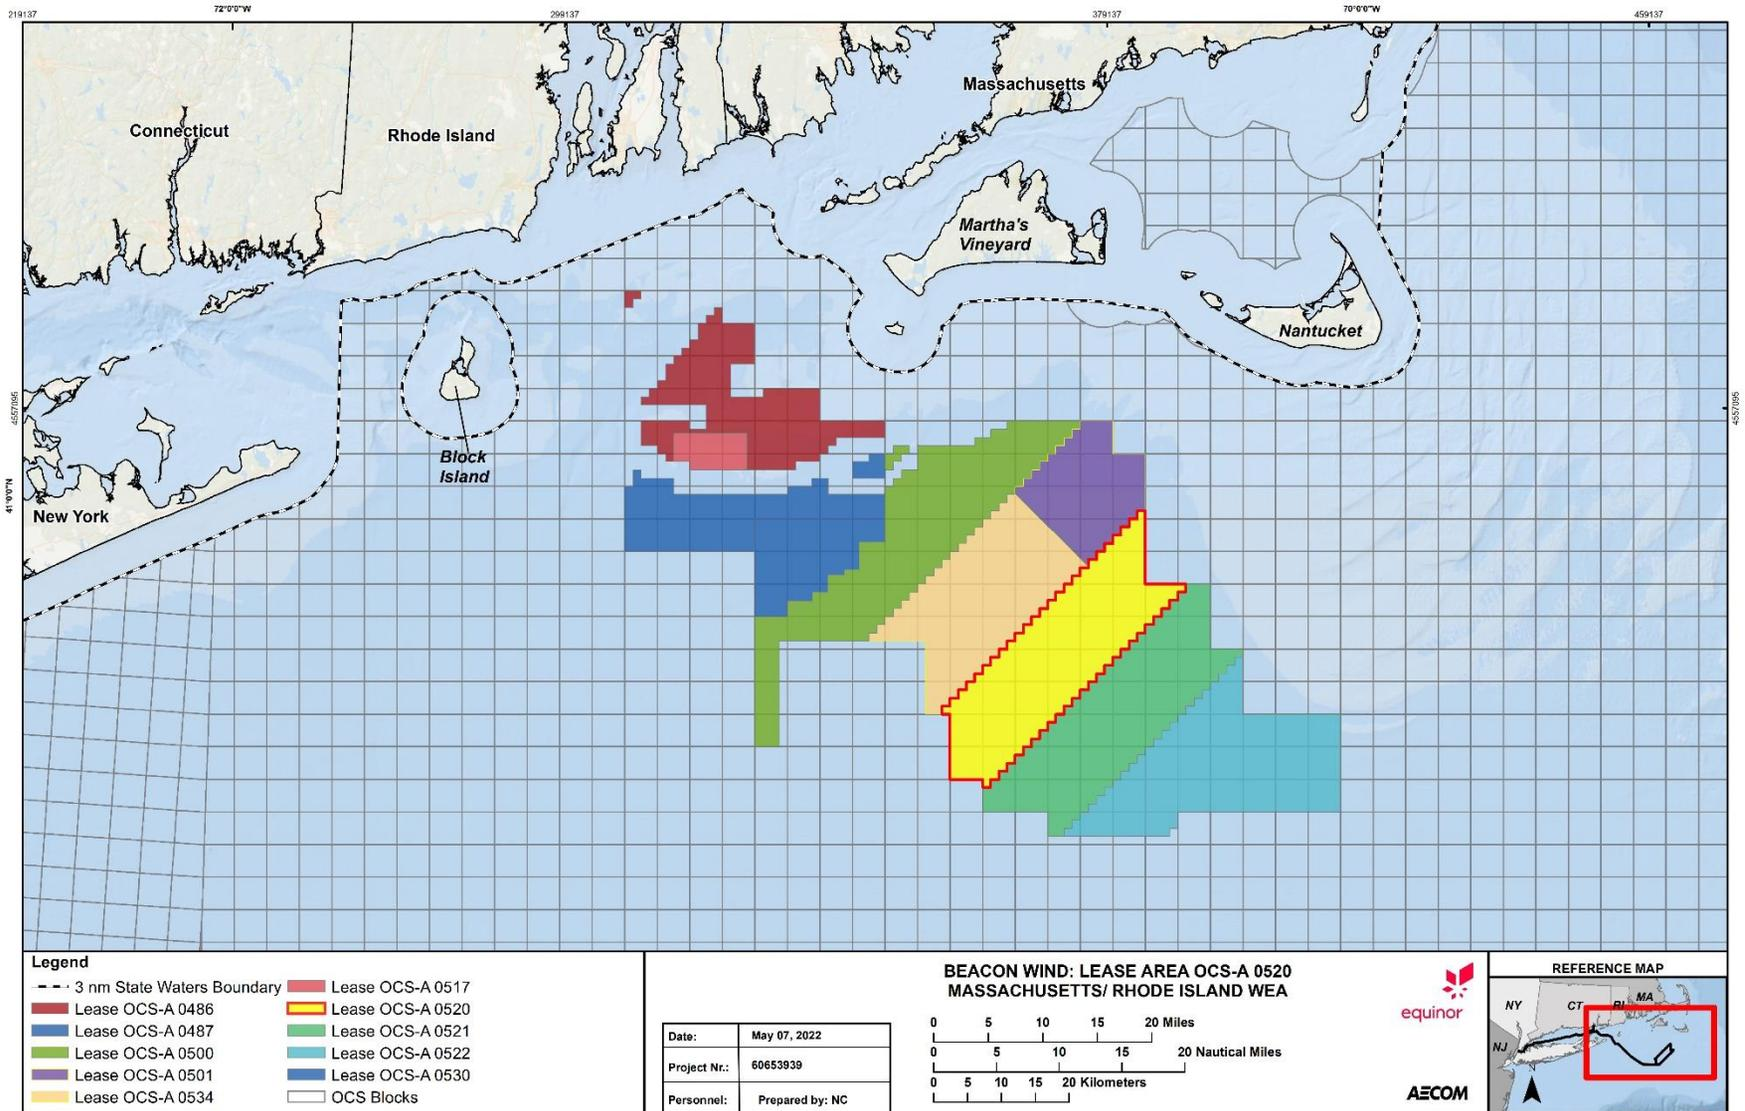 219137
72°0'0"W
299137
379137
70°0'0"W
459137
Massachusetts
Connecticut
Rhode Island
Martha's
Vineyard
Nantucket
4557095
4557095
Block
Island
41°0'0"N
New York
Legend
3 nm State Waters Boundary
Lease OCS-A 0486
Lease OCS-A 0487
Lease OCS-A 0500
Lease OCS-A 0501
Lease OCS-A 0534
Lease OCS-A 0517
Lease OCS-A 0520
Lease OCS-A 0521
Lease OCS-A 0522
Lease OCS-A 0530
OCS Blocks
Date: May 07, 2022
Project Nr.: 60653939
Personnel: Prepared by: NC
BEACON WIND: LEASE AREA OCS-A 0520
MASSACHUSETTS/ RHODE ISLAND WEA
0 5 10 15 20 Miles
0 5 10 15 20 Nautical Miles
0 5 10 15 20 Kilometers
equinor
AECOM
REFERENCE MAP
NY
CT
RI
MA
NJ